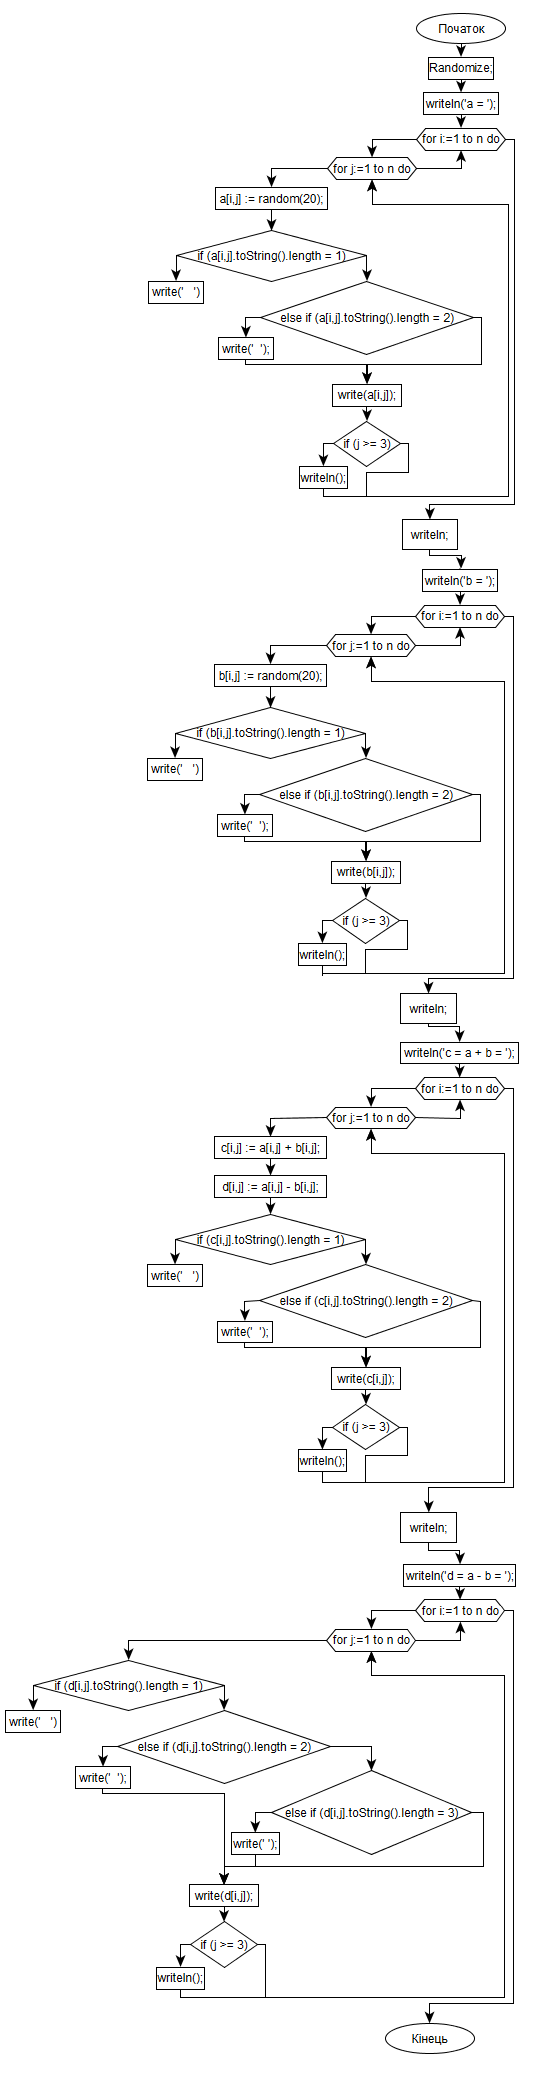 Початок
Randomize;
writeln('a = ');
for i:=1 to n do
for j:=1 to n do
a[i,j] := random(20);
if (a[i,j].toString().length = 1)
write('   ')
else if (a[i,j].toString().length = 2)
write('  ');
write(a[i,j]);
if (j >= 3)
writeln();
writeln;
writeln('b = ');
for i:=1 to n do
for j:=1 to n do
b[i,j] := random(20);
if (b[i,j].toString().length = 1)
write('   ')
else if (b[i,j].toString().length = 2)
write('  ');
write(b[i,j]);
if (j >= 3)
writeln();
writeln;
writeln('c = a + b = ');
for i:=1 to n do
for j:=1 to n do
c[i,j] := a[i,j] + b[i,j];
d[i,j] := a[i,j] - b[i,j];
if (c[i,j].toString().length = 1)
write('   ')
else if (c[i,j].toString().length = 2)
write('  ');
write(c[i,j]);
if (j >= 3)
writeln();
writeln;
writeln('d = a - b = ');
for i:=1 to n do
for j:=1 to n do
if (d[i,j].toString().length = 1)
write('   ')
else if (d[i,j].toString().length = 2)
write('  ');
else if (d[i,j].toString().length = 3)
write(' ');
write(d[i,j]);
if (j >= 3)
writeln();
Кінець